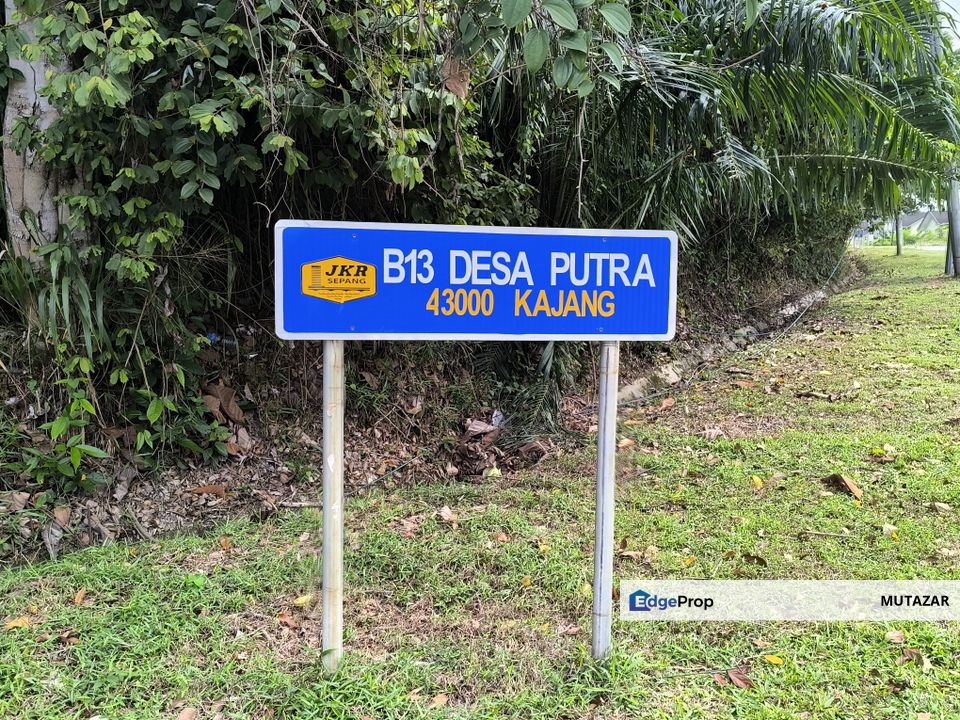 JKR
SEPANG
B13 DESA PUTRA
43000 KAJANG
EdgeProp
MUTAZAR